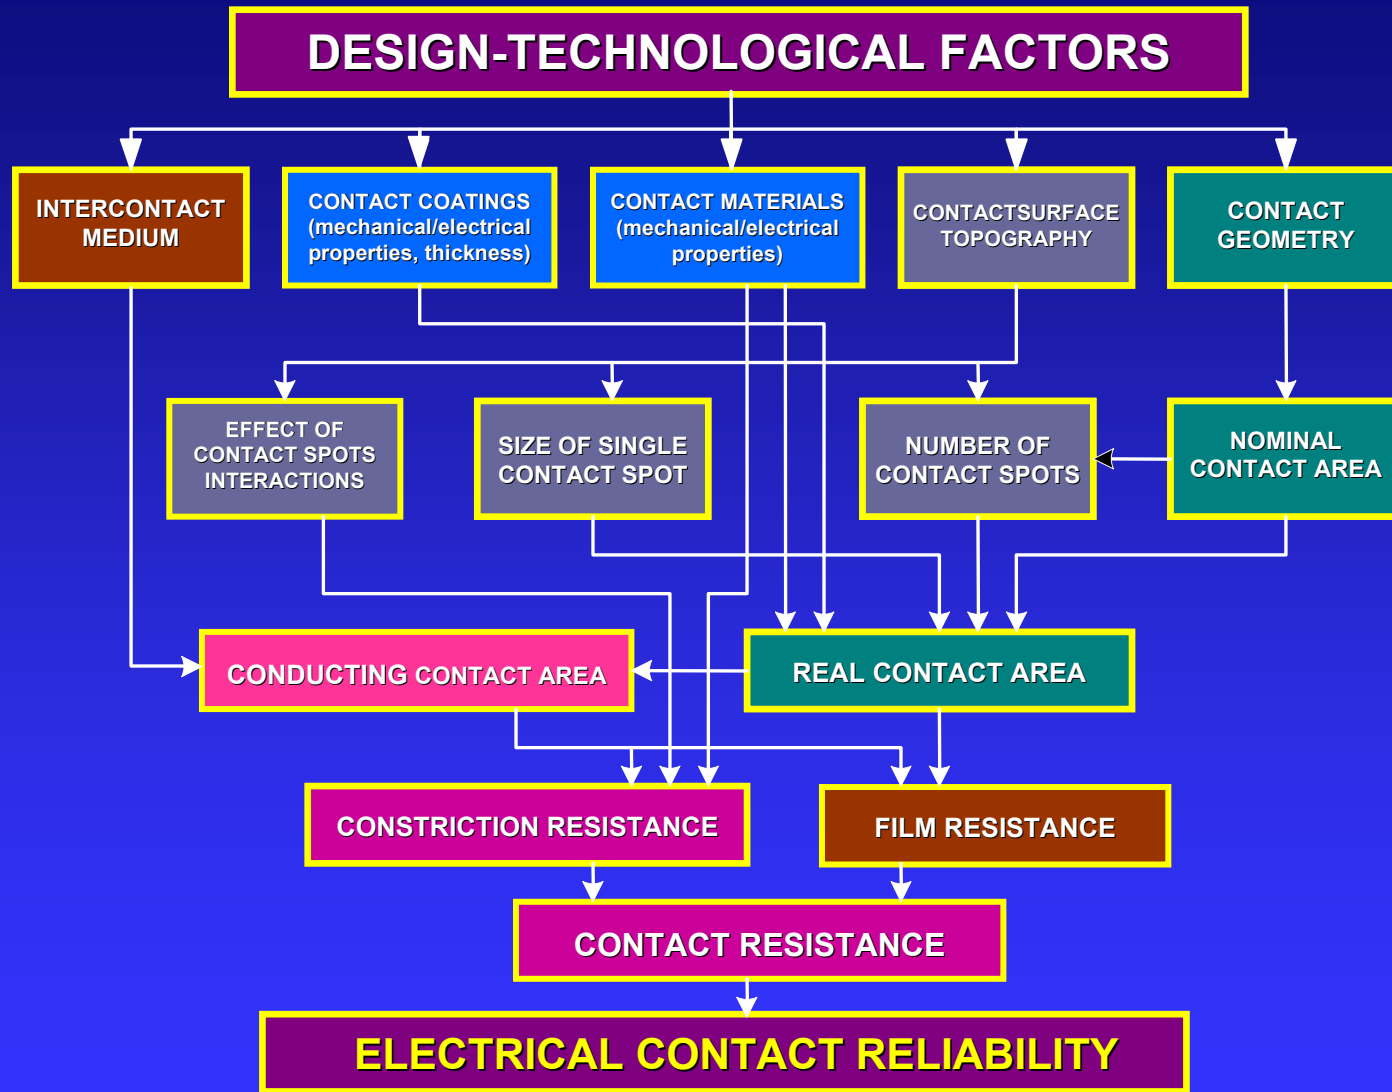 DESIGN-TECHNOLOGICAL FACTORS
INTERCONTACT
MEDIUM
CONTACT COATINGS
(mechanical/electrical
properties, thickness)
CONTACT MATERIALS
(mechanical/electrical
properties)
CONTACTSURFACE
TOPOGRAPHY
CONTACT
GEOMETRY
EFFECT OF
CONTACT SPOTS
INTERACTIONS
SIZE OF SINGLE
CONTACT SPOT
NUMBER OF
CONTACT SPOTS
NOMINAL
CONTACT AREA
CONDUCTING CONTACT AREA
REAL CONTACT AREA
CONSTRICTION RESISTANCE
FILM RESISTANCE
CONTACT RESISTANCE
ELECTRICAL CONTACT RELIABILITY